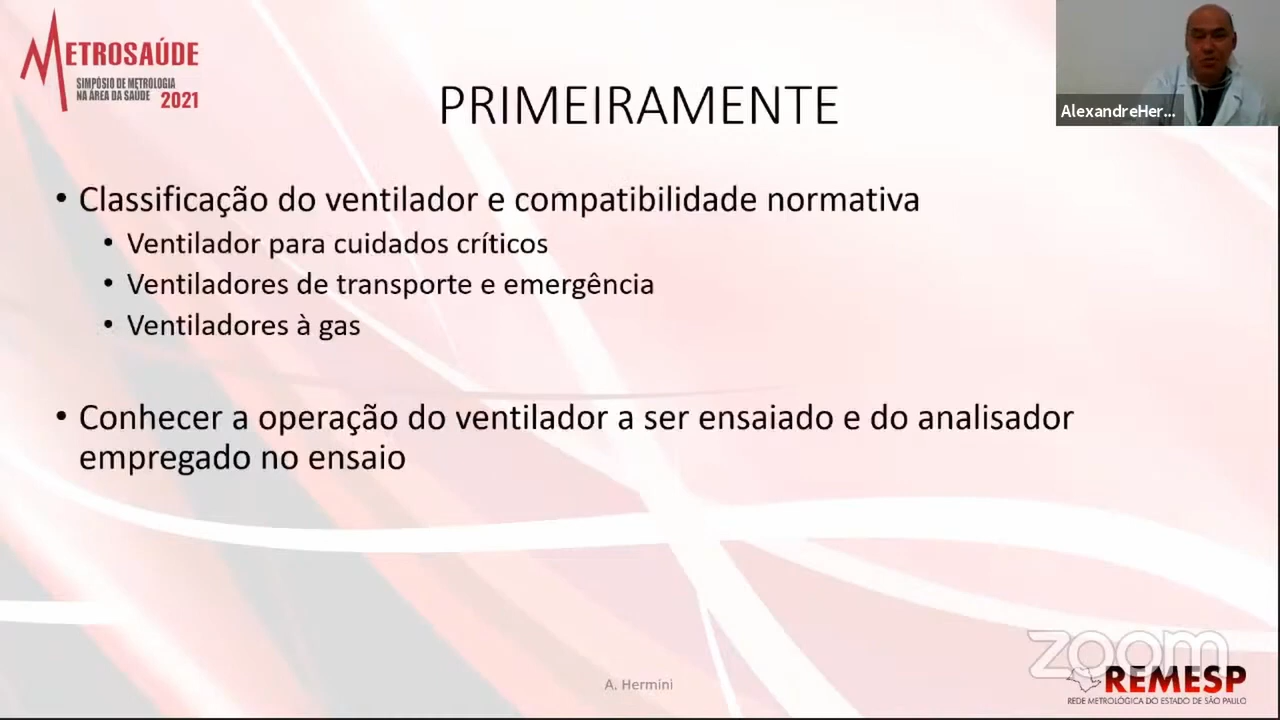 METROSAÚDE
SIMPÓSIO DE METROLOGIA
NA ÁREA DA SAÚDE 2021
AlexandreHer...
PRIMEIRAMENTE
• Classificação do ventilador e compatibilidade normativa
• Ventilador para cuidados críticos
• Ventiladores de transporte e emergência
• Ventiladores à gas
• Conhecer a operação do ventilador a ser ensaiado e do analisador
empregado no ensaio
A. Hermini
zoom
REMESP
REDE METROLÓGICA DO ESTADO DE SÃO PAULO